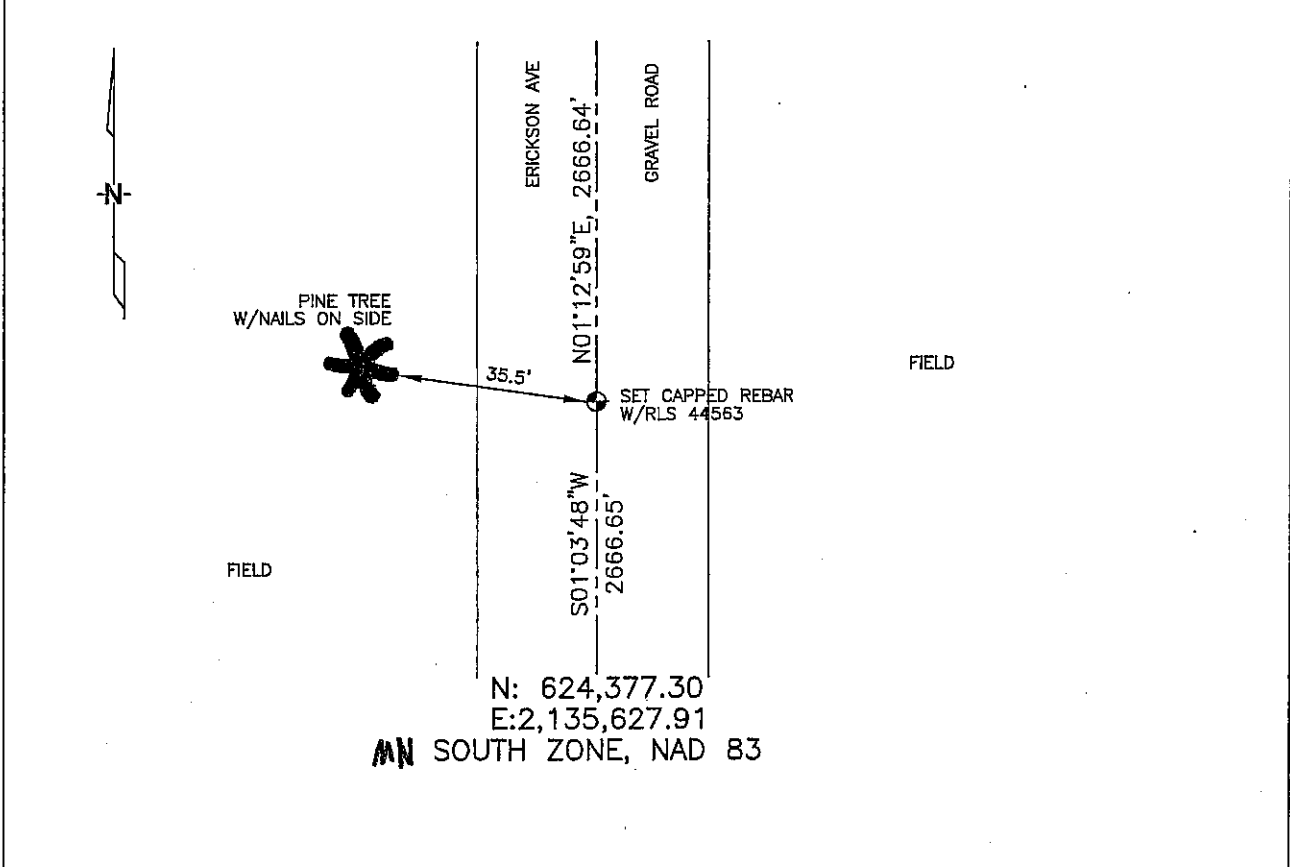 ERICKSON AVE
N01°12'59"E, 2666.64'
GRAVEL ROAD
-N-
PINE TREE
W/NAILS ON SIDE
35.5'
SET CAPPED REBAR
W/RLS 44563
FIELD
S01°03'48"W
2666.65'
FIELD
N: 624,377.30
E:2,135,627.91
MN SOUTH ZONE, NAD 83